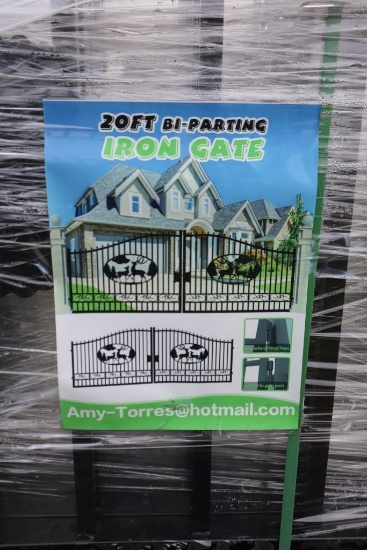 20FT BI-PARTING
IRON GATE
Amy-Torres@hotmail.com